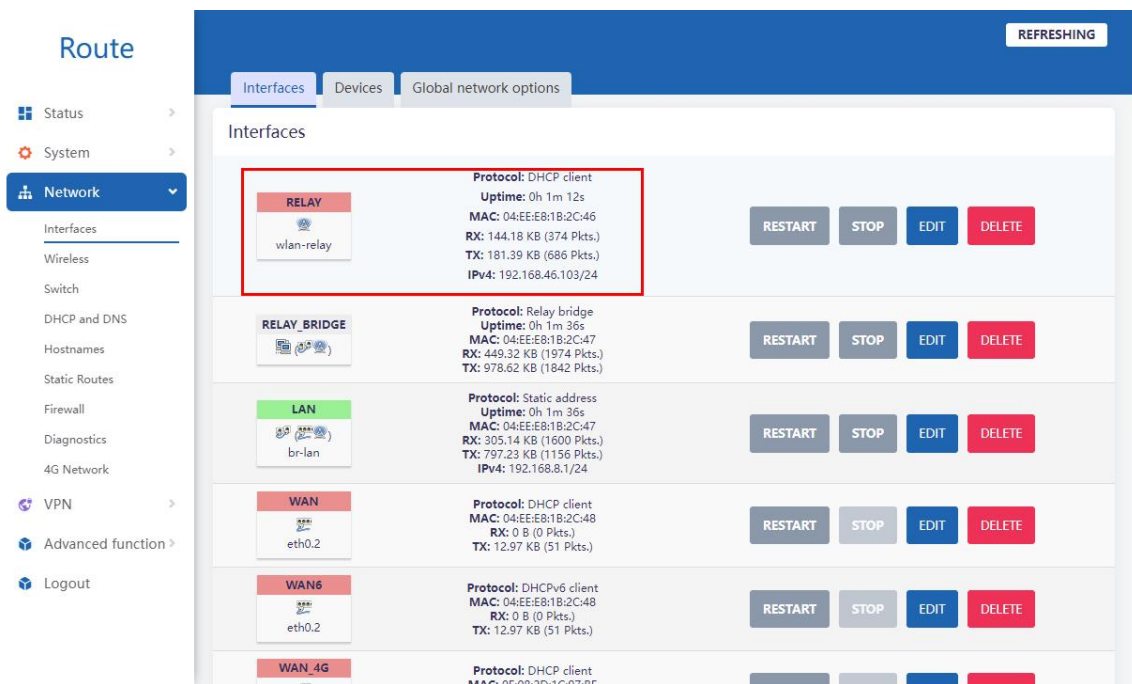 Route
REFRESHING
Interfaces
Devices
Global network options
Status
System
Network
Interfaces
Wireless
Switch
DHCP and DNS
Hostnames
Static Routes
Firewall
Diagnostics
4G Network
VPN
Advanced function
Logout
Interfaces
RELAY
wlan-relay
Protocol: DHCP client
Uptime: 0h 1m 12s
MAC: 04:EE:E8:1B:2C:46
RX: 144.18 KB (374 Pkts.)
TX: 181.39 KB (686 Pkts.)
IPv4: 192.168.46.103/24
RESTART
STOP
EDIT
DELETE
RELAY_BRIDGE
Protocol: Relay bridge
Uptime: 0h 1m 36s
MAC: 04:EE:E8:1B:2C:47
RX: 449.32 KB (1974 Pkts.)
TX: 978.62 KB (1842 Pkts.)
RESTART
STOP
EDIT
DELETE
LAN
br-lan
Protocol: Static address
Uptime: 0h 1m 36s
MAC: 04:EE:E8:1B:2C:47
RX: 305.14 KB (1600 Pkts.)
TX: 797.23 KB (1156 Pkts.)
IPv4: 192.168.8.1/24
RESTART
STOP
EDIT
DELETE
WAN
eth0.2
Protocol: DHCP client
MAC: 04:EE:E8:1B:2C:48
RX: 0 B (0 Pkts.)
TX: 12.97 KB (51 Pkts.)
RESTART
STOP
EDIT
DELETE
WAN6
eth0.2
Protocol: DHCPv6 client
MAC: 04:EE:E8:1B:2C:48
RX: 0 B (0 Pkts.)
TX: 12.97 KB (51 Pkts.)
RESTART
STOP
EDIT
DELETE
WAN_4G
Protocol: DHCP client